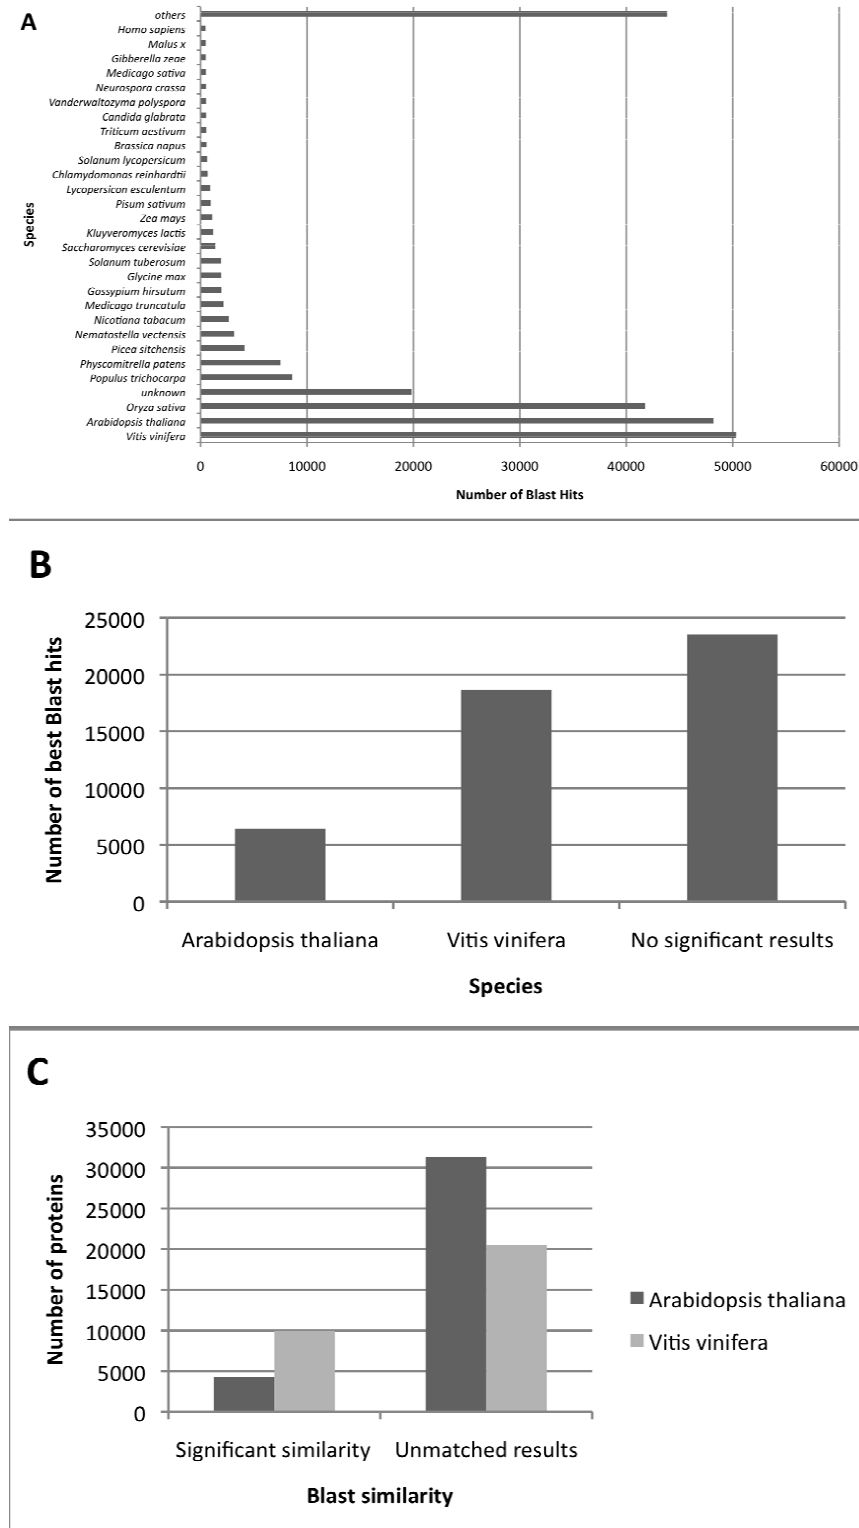 A
others
Homo sapiens
Malus x
Gibberella zeae
Medicago sativa
Neurospora crassa
Vanderwaltozyma polyspora
Candida glabrata
Triticum aestivum
Brassica napus
Solanum lycopersicum
Chlamydomonas reinhardtii
Lycopersicon esculentum
Pisum sativum
Zea mays
Kluyveromyces lactis
Saccharomyces cerevisiae
Solanum tuberosum
Glycine max
Gossypium hirsutum
Medicago truncatula
Nicotiana tabacum
Nematostella vectensis
Picea sitchensis
Physcomitrella patens
Populus trichocarpa
unknown
Oryza sativa
Arabidopsis thaliana
Vitis vinifera
Species
0 10000 20000 30000 40000 50000 60000
Number of Blast Hits
B
25000
20000
15000
10000
5000
0
Number of best Blast hits
Arabidopsis thaliana Vitis vinifera No significant results
Species
C
35000
30000
25000
20000
15000
10000
5000
0
Number of proteins
Significant similarity Unmatched results
Blast similarity
Arabidopsis thaliana
Vitis vinifera